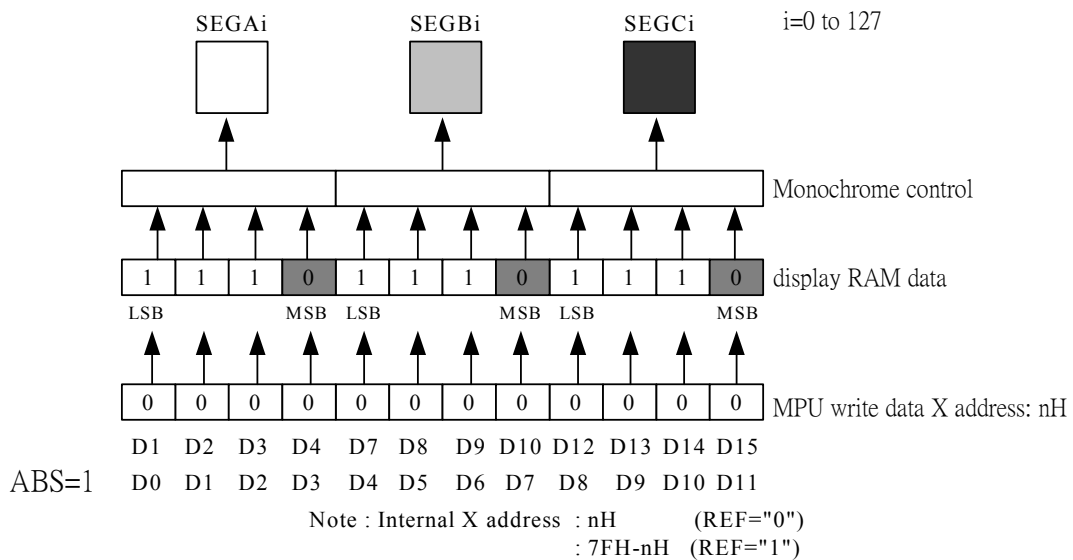 SEGAi SEGBi SEGCi i=0 to 127
Monochrome control
1 1 1 0 1 1 1 0 1 1 1 0 display RAM data
LSB MSB LSB MSB LSB MSB
0 0 0 0 0 0 0 0 0 0 0 0 MPU write data X address: nH
D1 D2 D3 D4 D7 D8 D9 D10 D12 D13 D14 D15
ABS=1 D0 D1 D2 D3 D4 D5 D6 D7 D8 D9 D10 D11
Note : Internal X address : nH (REF="0")
: 7FH-nH (REF="1")